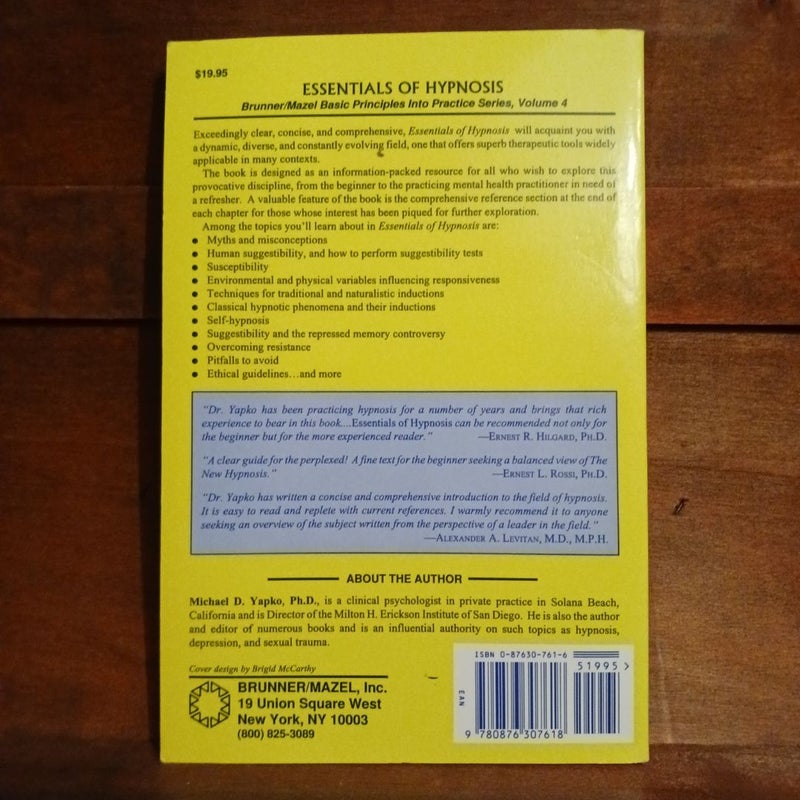 $19.95
ESSENTIALS OF HYPNOSIS
Brunner/Mazel Basic Principles Into Practice Series, Volume 4
Exceedingly clear, concise, and comprehensive, Essentials of Hypnosis will acquaint you with
a dynamic, diverse, and constantly evolving field, one that offers superb therapeutic tools widely
applicable in many contexts.
The book is designed as an information-packed resource for all who wish to explore this
provocative discipline, from the beginner to the practicing mental health practitioner in need of
a refresher. A valuable feature of the book is the comprehensive reference section at the end of
each chapter for those whose interest has been piqued for further exploration.
Among the topics you'll learn about in Essentials of Hypnosis are:
● Myths and misconceptions
● Human suggestibility, and how to perform suggestibility tests
● Susceptibility
● Environmental and physical variables influencing responsiveness
● Techniques for traditional and naturalistic inductions
● Classical hypnotic phenomena and their inductions
● Self-hypnosis
● Suggestibility and the repressed memory controversy
● Overcoming resistance
● Pitfalls to avoid
● Ethical guidelines...and more
"Dr. Yapko has been practicing hypnosis for a number of years and brings that rich
experience to bear in this book....Essentials of Hypnosis can be recommended not only for
the beginner but for the more experienced reader." —ERNEST R. HILGARD, PH.D.
"A clear guide for the perplexed! A fine text for the beginner seeking a balanced view of The
New Hypnosis." —ERNEST L. ROSSI, PH.D.
"Dr. Yapko has written a concise and comprehensive introduction to the field of hypnosis.
It is easy to read and replete with current references. I warmly recommend it to anyone
seeking an overview of the subject written from the perspective of a leader in the field."
—ALEXANDER A. LEVITAN, M.D., M.P.H.
ABOUT THE AUTHOR
Michael D. Yapko, Ph.D., is a clinical psychologist in private practice in Solana Beach,
California and is Director of the Milton H. Erickson Institute of San Diego. He is also the author
and editor of numerous books and is an influential authority on such topics as hypnosis,
depression, and sexual trauma.
Cover design by Brigid McCarthy
BRUNNER/MAZEL, Inc.
19 Union Square West
New York, NY 10003
(800) 825-3089
ISBN 0-87630-761-6
51995 >
EAN
9 780876 307618